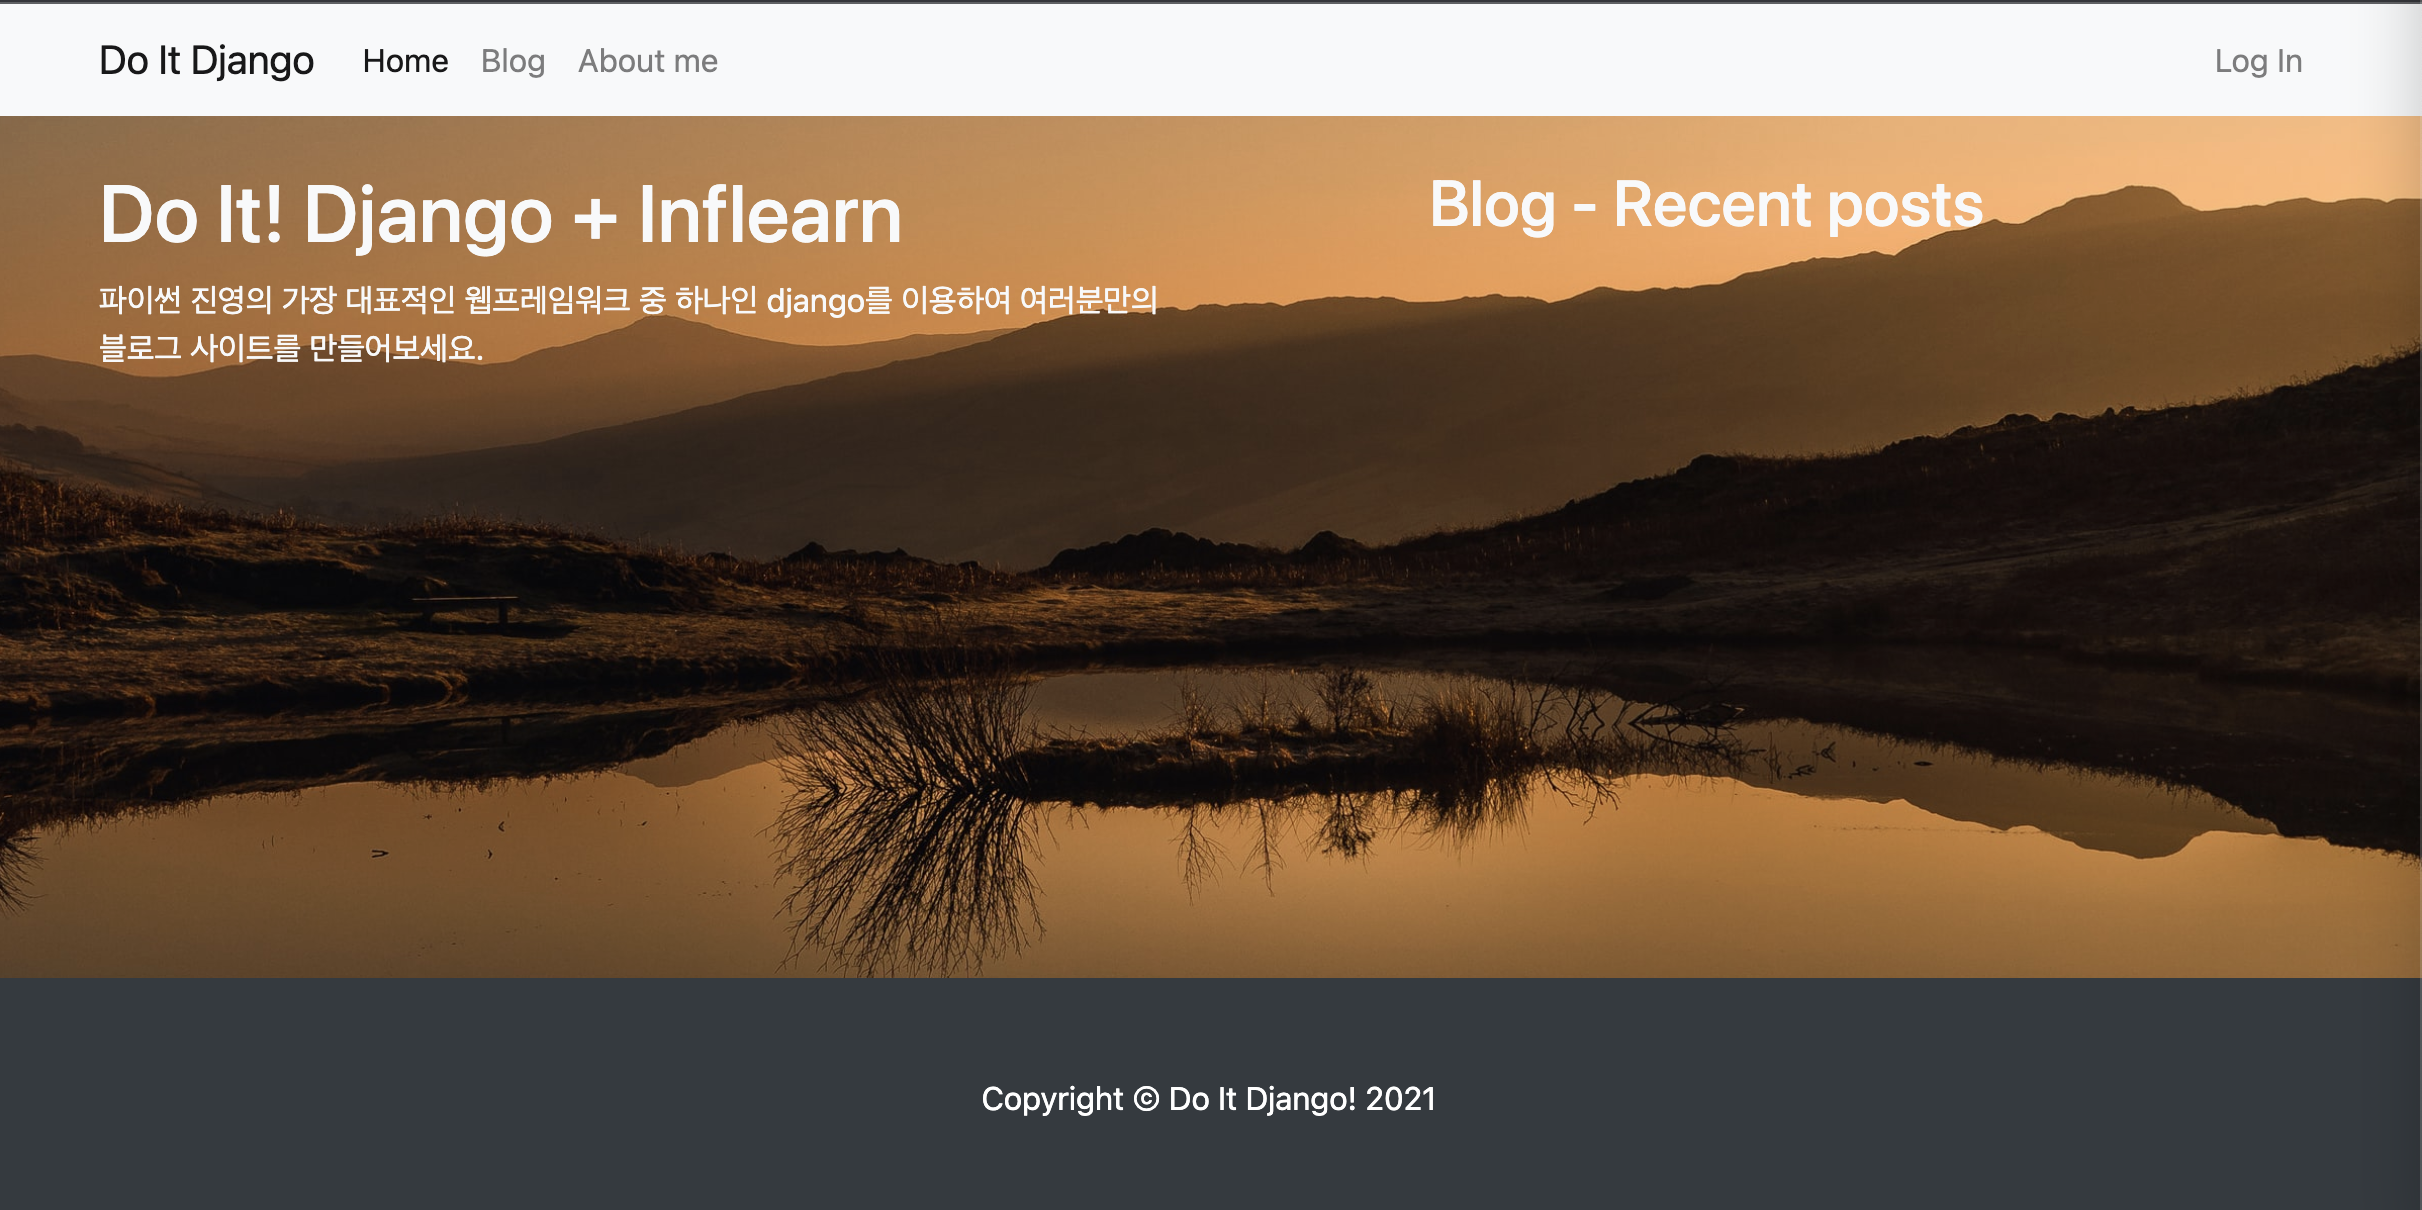 Do It Django Home Blog About me Log In
Do It! Django + Inflearn
파이썬 진영의 가장 대표적인 웹프레임워크 중 하나인 django를 이용하여 여러분만의
블로그 사이트를 만들어보세요.
Blog - Recent posts
Copyright © Do It Django! 2021